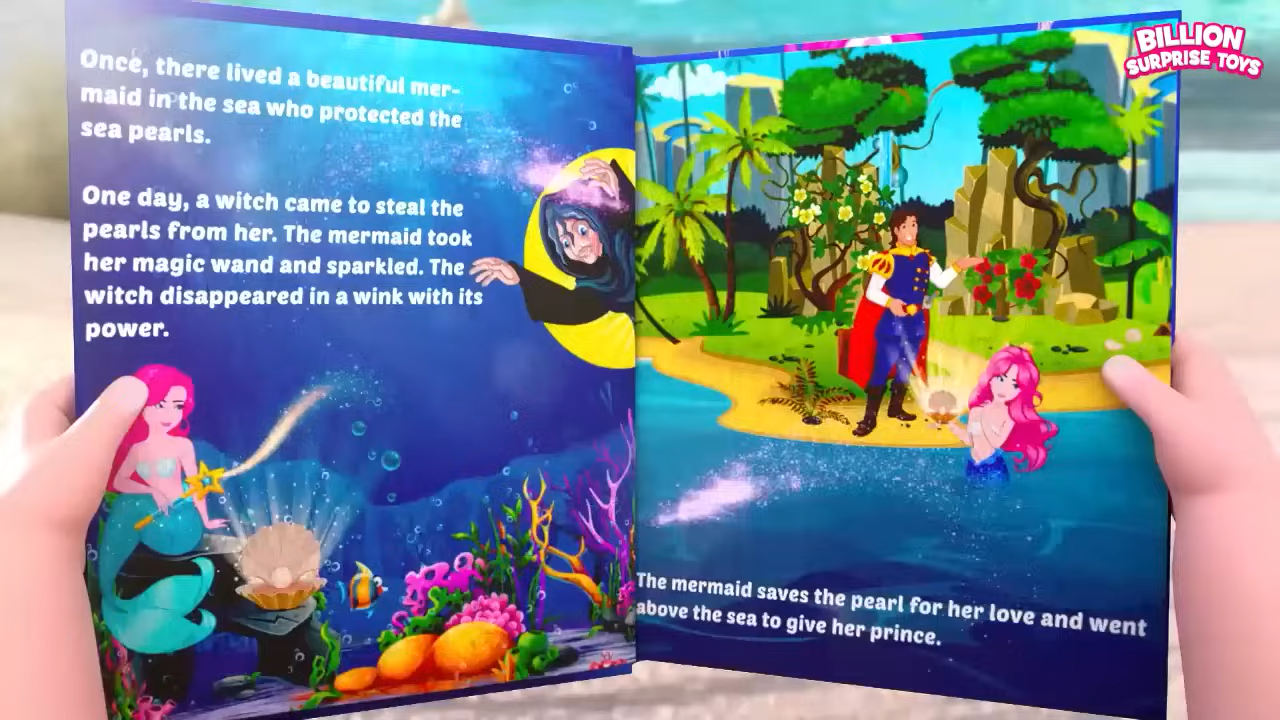 Once, there lived a beautiful mer-
maid in the sea who protected the
sea pearls.
One day, a witch came to steal the
pearls from her. The mermaid took
her magic wand and sparkled. The
witch disappeared in a wink with its
power.
The mermaid saves the pearl for her love and went
above the sea to give her prince.
BILLION
SURPRISE TOYS